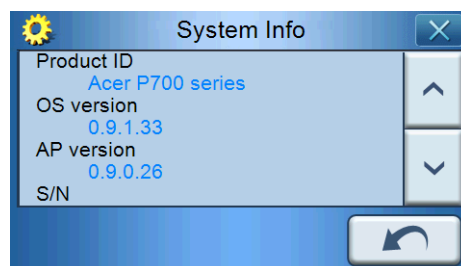 System Info
Product ID
Acer P700 series
OS version
0.9.1.33
AP version
0.9.0.26
S/N